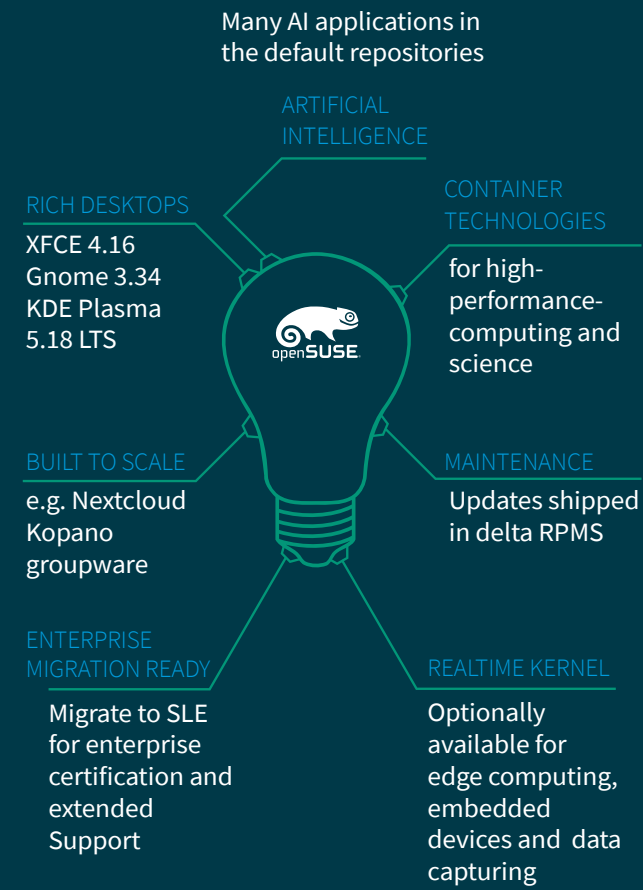 Many AI applications in
the default repositories
ARTIFICIAL
INTELLIGENCE
RICH DESKTOPS
XFCE 4.16
Gnome 3.34
KDE Plasma
5.18 LTS
CONTAINER
TECHNOLOGIES
for high-
performance-
computing and
science
openSUSE.
BUILT TO SCALE
e.g. Nextcloud
Kopano
groupware
MAINTENANCE
Updates shipped
in delta RPMS
ENTERPRISE
MIGRATION READY
Migrate to SLE
for enterprise
certification and
extended
Support
REALTIME KERNEL
Optionally
available for
edge computing,
embedded
devices and data
capturing